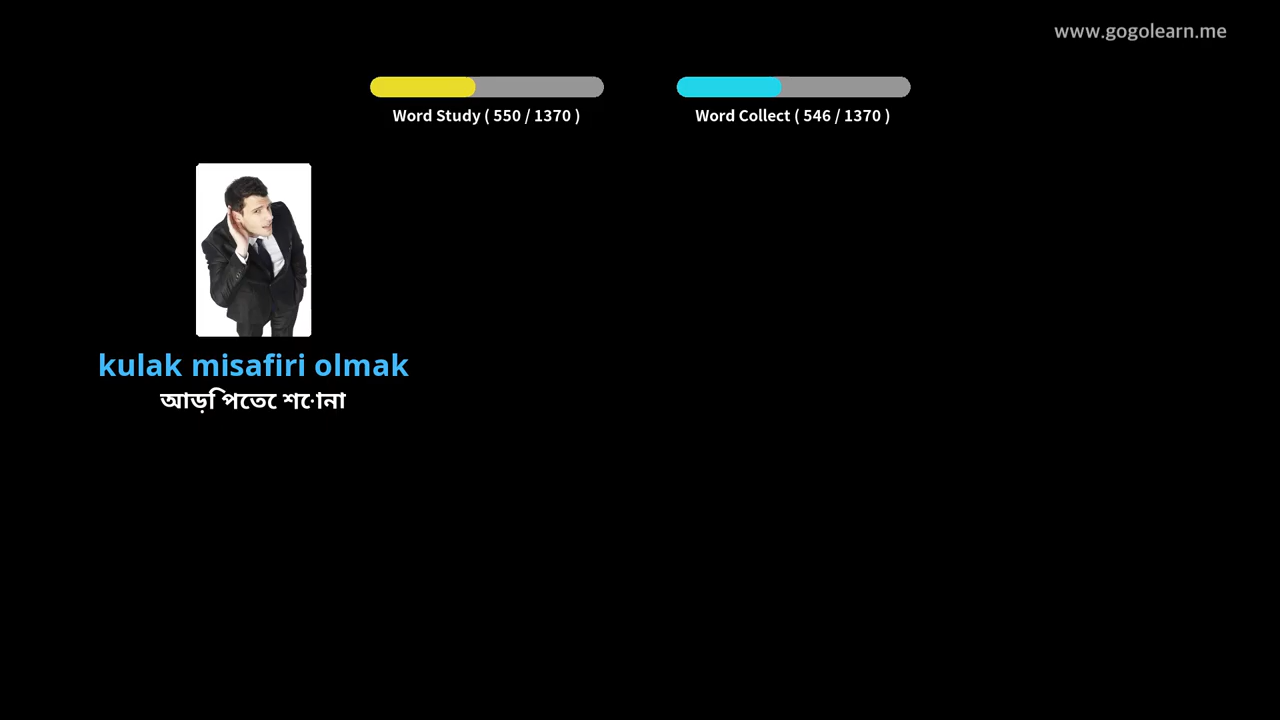 www.gogolearn.me
Word Study ( 550 / 1370 )
Word Collect ( 546 / 1370 )
kulak misafiri olmak
আড়ি পেতে শোনা